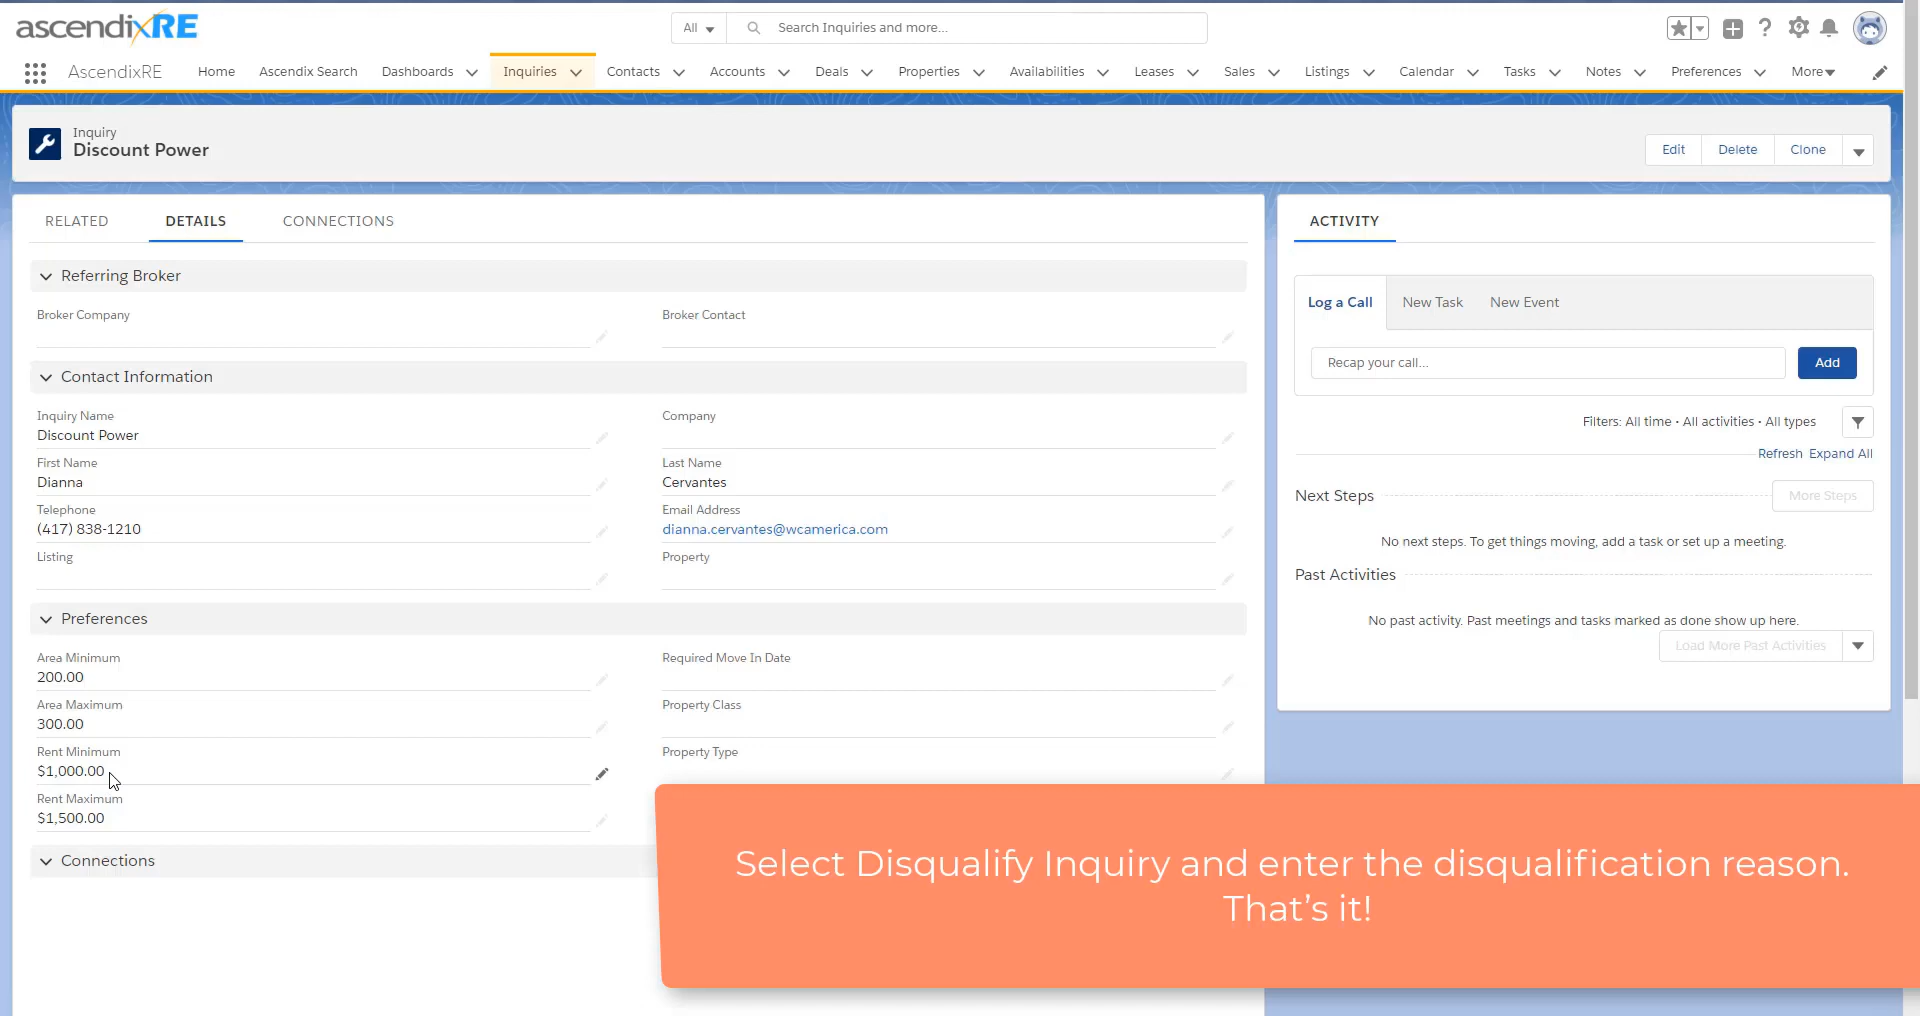 ascendixRE
All
Search Inquiries and more...
AscendixRE
Home
Ascendix Search
Dashboards
Inquiries
Contacts
Accounts
Deals
Properties
Availabilities
Leases
Sales
Listings
Calendar
Tasks
Notes
Preferences
More
Inquiry
Discount Power
Edit
Delete
Clone
RELATED
DETAILS
CONNECTIONS
Referring Broker
Broker Company
Broker Contact
Contact Information
Inquiry Name
Discount Power
Company
First Name
Dianna
Last Name
Cervantes
Telephone
(417) 838-1210
Email Address
dianna.cervantes@wcamerica.com
Listing
Property
Preferences
Area Minimum
200.00
Required Move In Date
Area Maximum
300.00
Property Class
Rent Minimum
$1,000.00
Property Type
Rent Maximum
$1,500.00
Connections
ACTIVITY
Log a Call
New Task
New Event
Recap your call...
Add
Filters: All time • All activities • All types
Refresh
Expand All
Next Steps
More Steps
No next steps. To get things moving, add a task or set up a meeting.
Past Activities
No past activity. Past meetings and tasks marked as done show up here.
Load More Past Activities
Select Disqualify Inquiry and enter the disqualification reason.
That's it!